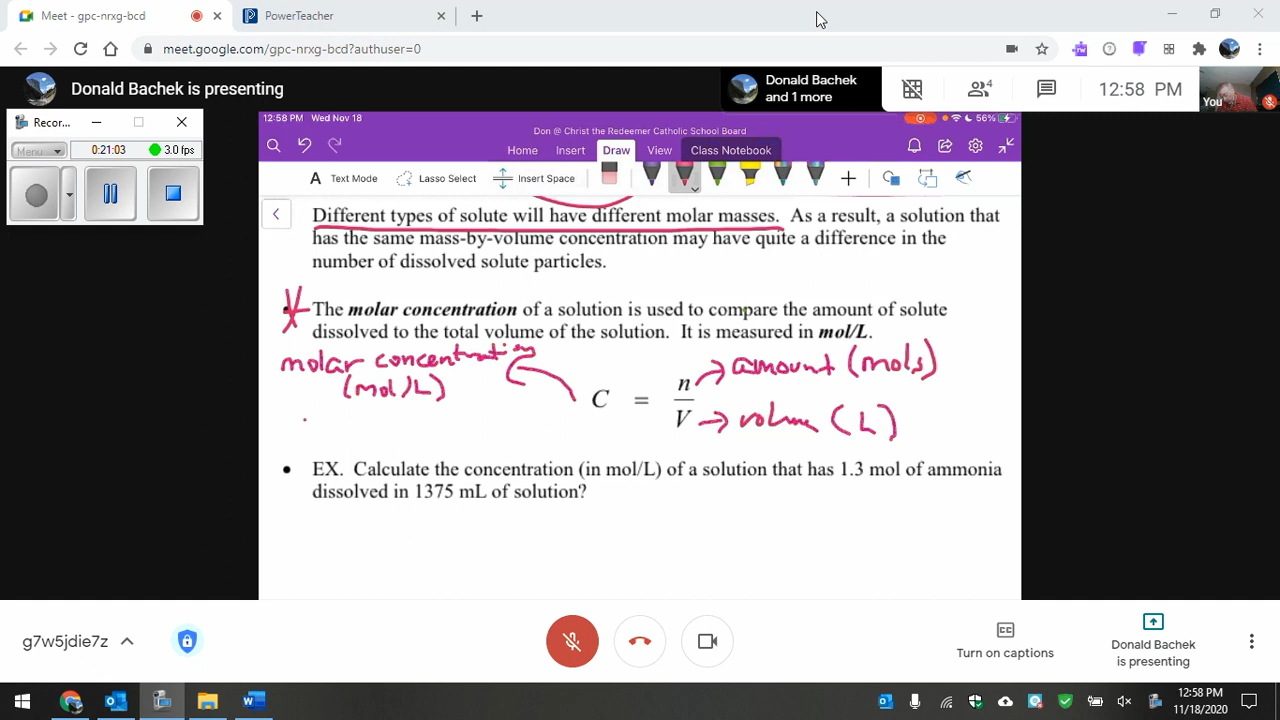 Meet - gpc-nrxg-bcd
PowerTeacher
meet.google.com/gpc-nrxg-bcd?authuser=0
Donald Bachek is presenting
Donald Bachek
and 1 more
4
12:58 PM
You
Recor...
Menu
0:21:03
3.0 fps
12:58 PM Wed Nov 18
56%
Don @ Christ the Redeemer Catholic School Board
Home Insert Draw View Class Notebook
A Text Mode Lasso Select Insert Space
Different types of solute will have different molar masses. As a result, a solution that
has the same mass-by-volume concentration may have quite a difference in the
number of dissolved solute particles.
The molar concentration of a solution is used to compare the amount of solute
dissolved to the total volume of the solution. It is measured in mol/L.
molar concentration
(mol/L)
C = n
V
amount (mols)
volume (L)
EX. Calculate the concentration (in mol/L) of a solution that has 1.3 mol of ammonia
dissolved in 1375 mL of solution?
g7w5jdie7z
Turn on captions
Donald Bachek
is presenting
12:58 PM
11/18/2020